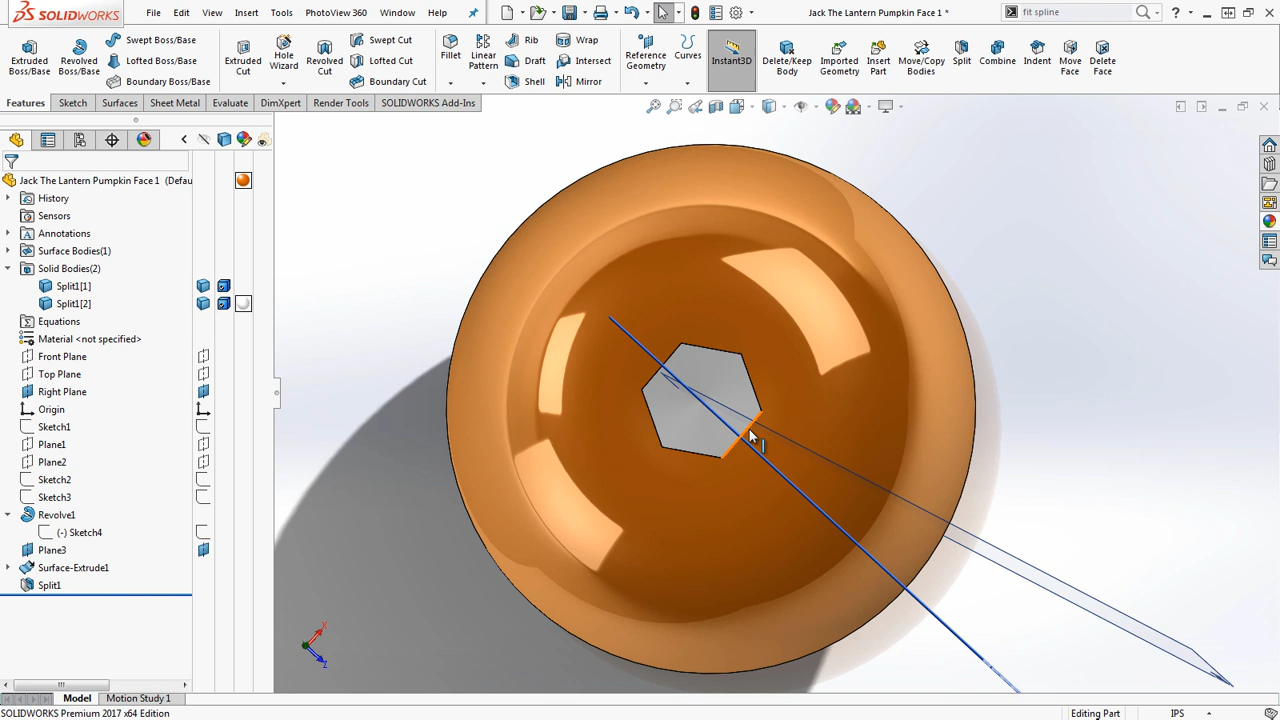 SOLIDWORKS File Edit View Insert Tools PhotoView 360 Window Help Jack The Lantern Pumpkin Face 1 * fit spline
Extruded Boss/Base Revolved Boss/Base Swept Boss/Base Lofted Boss/Base Boundary Boss/Base Extruded Cut Hole Wizard Revolved Cut Swept Cut Lofted Cut Boundary Cut Fillet Linear Pattern Rib Draft Shell Wrap Intersect Mirror Reference Geometry Curves Instant3D Delete/Keep Body Imported Geometry Insert Part Move/Copy Bodies Split Combine Indent Move Face Delete Face
Features Sketch Surfaces Sheet Metal Evaluate DimXpert Render Tools SOLIDWORKS Add-Ins
Jack The Lantern Pumpkin Face 1 (Defau
History
Sensors
Annotations
Surface Bodies(1)
Solid Bodies(2)
Split1[1]
Split1[2]
Equations
Material <not specified>
Front Plane
Top Plane
Right Plane
Origin
Sketch1
Plane1
Plane2
Sketch2
Sketch3
Revolve1
(-) Sketch4
Plane3
Surface-Extrude1
Split1
X
Z
Model Motion Study 1
SOLIDWORKS Premium 2017 x64 Edition Editing Part IPS